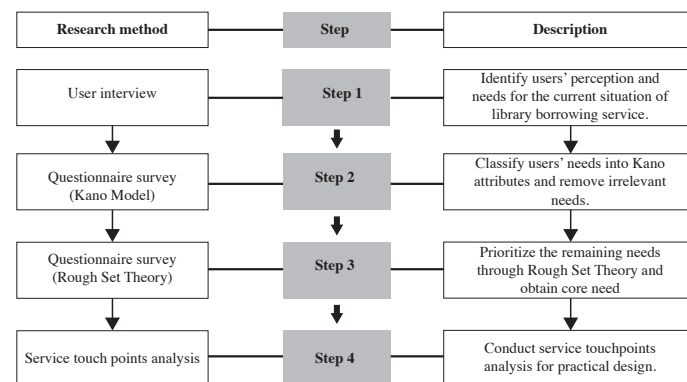 Research method
Step
Description
User interview
Step 1
Identify users' perception and
needs for the current situation of
library borrowing service.
Questionnaire survey
(Kano Model)
Step 2
Classify users' needs into Kano
attributes and remove irrelevant
needs.
Questionnaire survey
(Rough Set Theory)
Step 3
Prioritize the remaining needs
through Rough Set Theory and
obtain core need
Service touch points analysis
Step 4
Conduct service touchpoints
analysis for practical design.